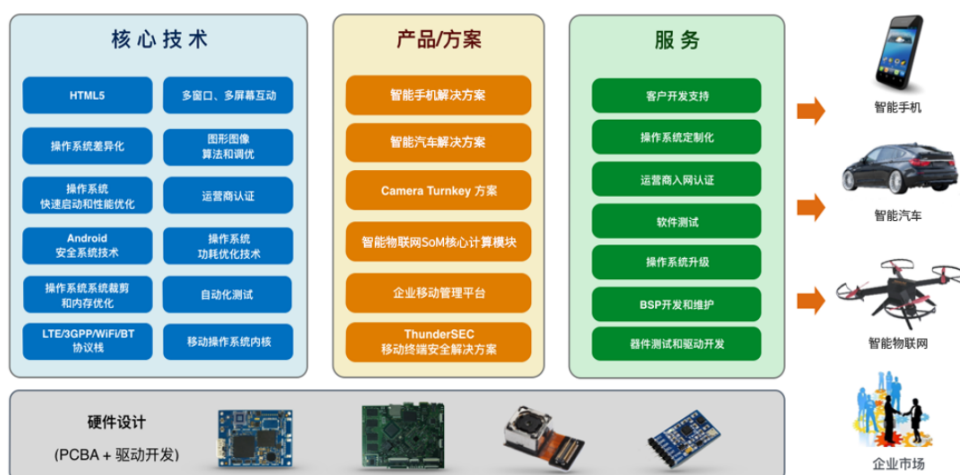 核心技术
HTML5
多窗口、多屏幕互动
操作系统差异化
图形图像
算法和调优
操作系统
快速启动和性能优化
运营商认证
Android
安全系统技术
操作系统
功耗优化技术
操作系统系统裁剪
和内存优化
自动化测试
LTE/3GPP/WiFi/BT
协议栈
移动操作系统内核
产品/方案
智能手机解决方案
智能汽车解决方案
Camera Turnkey 方案
智能物联网SoM核心计算模块
企业移动管理平台
ThunderSEC
移动终端安全解决方案
服务
客户开发支持
操作系统定制化
运营商入网认证
软件测试
操作系统升级
BSP开发和维护
器件测试和驱动开发
智能手机
智能汽车
智能物联网
企业市场
硬件设计
(PCBA + 驱动开发)